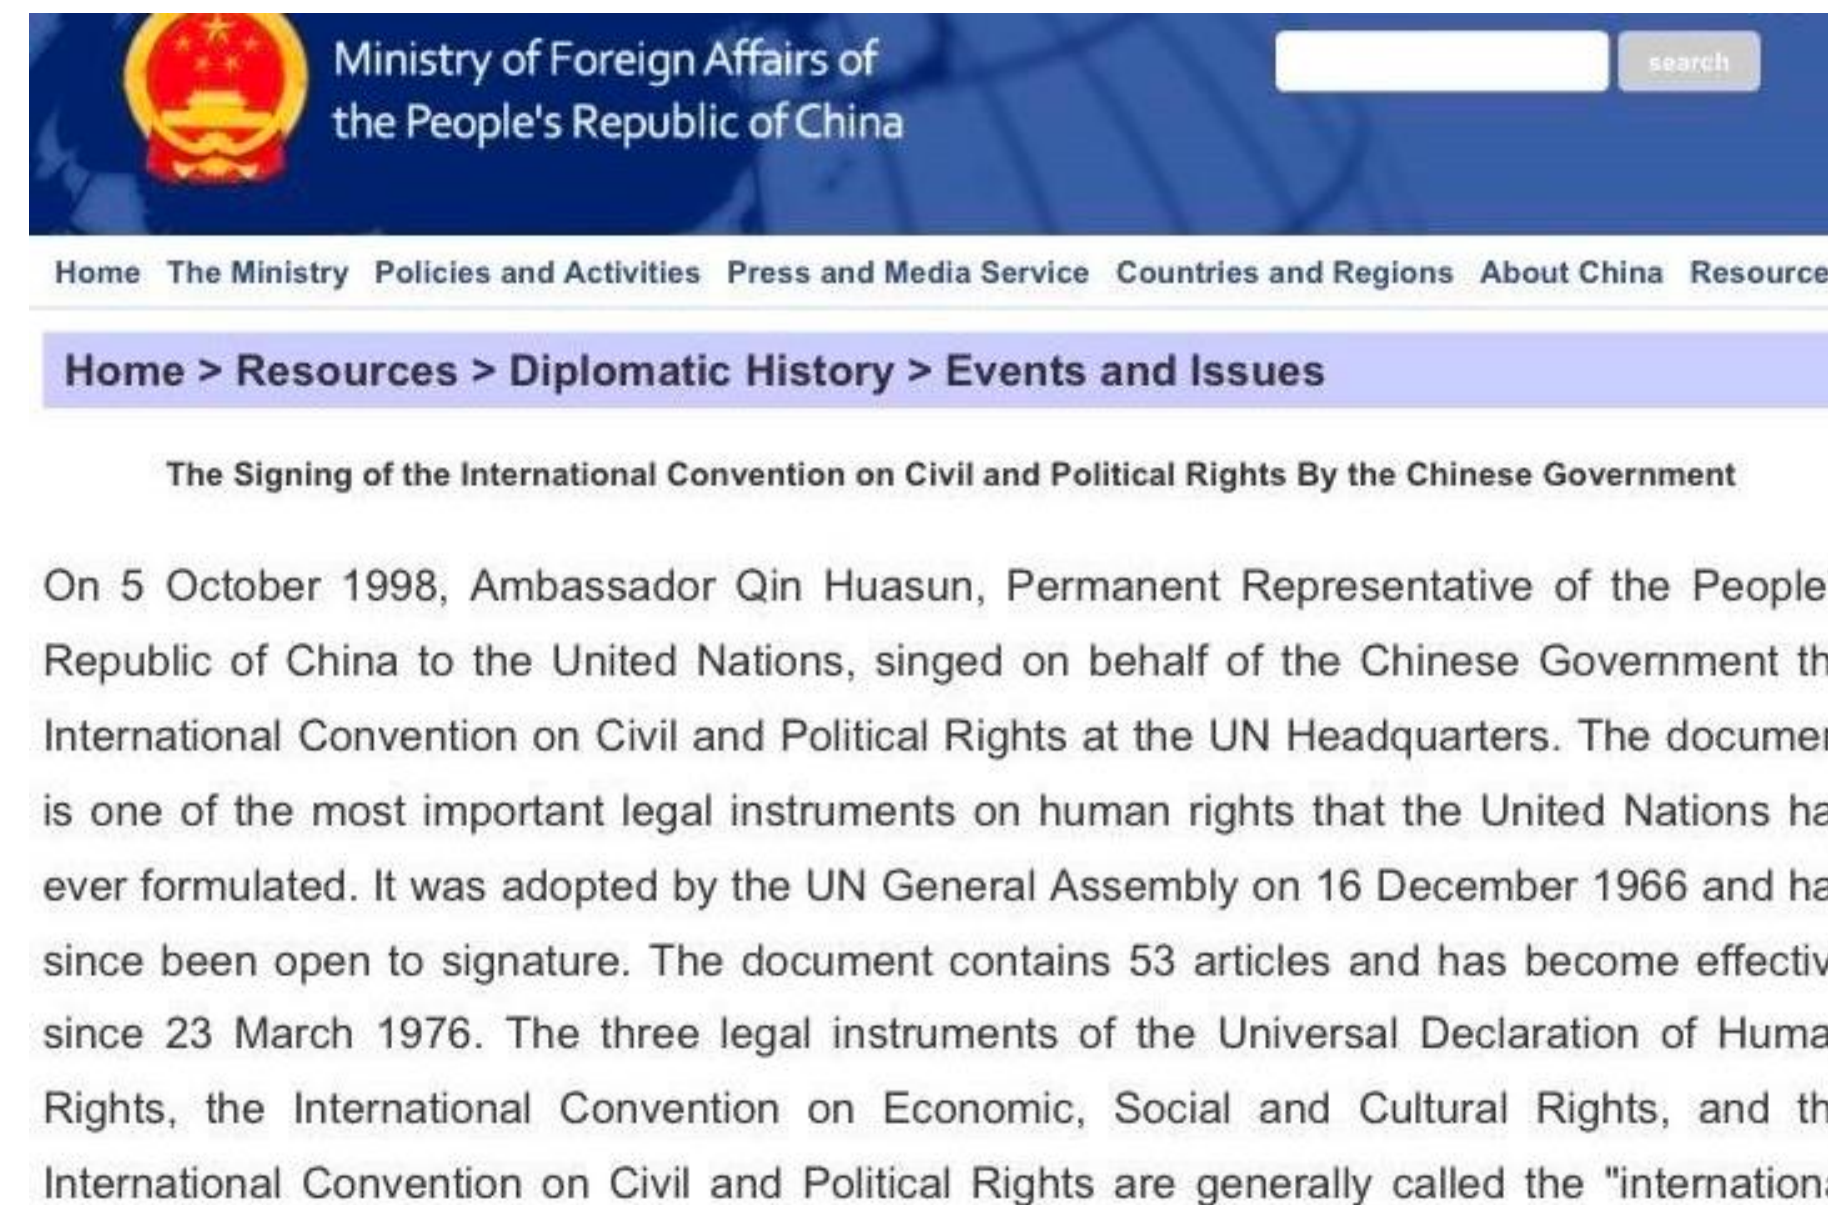 Ministry of Foreign Affairs of
the People's Republic of China
search
Home The Ministry Policies and Activities Press and Media Service Countries and Regions About China Resource
Home > Resources > Diplomatic History > Events and Issues
The Signing of the International Convention on Civil and Political Rights By the Chinese Government
On 5 October 1998, Ambassador Qin Huasun, Permanent Representative of the People
Republic of China to the United Nations, singed on behalf of the Chinese Government th
International Convention on Civil and Political Rights at the UN Headquarters. The documen
is one of the most important legal instruments on human rights that the United Nations ha
ever formulated. It was adopted by the UN General Assembly on 16 December 1966 and ha
since been open to signature. The document contains 53 articles and has become effectiv
since 23 March 1976. The three legal instruments of the Universal Declaration of Huma
Rights, the International Convention on Economic, Social and Cultural Rights, and th
International Convention on Civil and Political Rights are generally called the "internationa